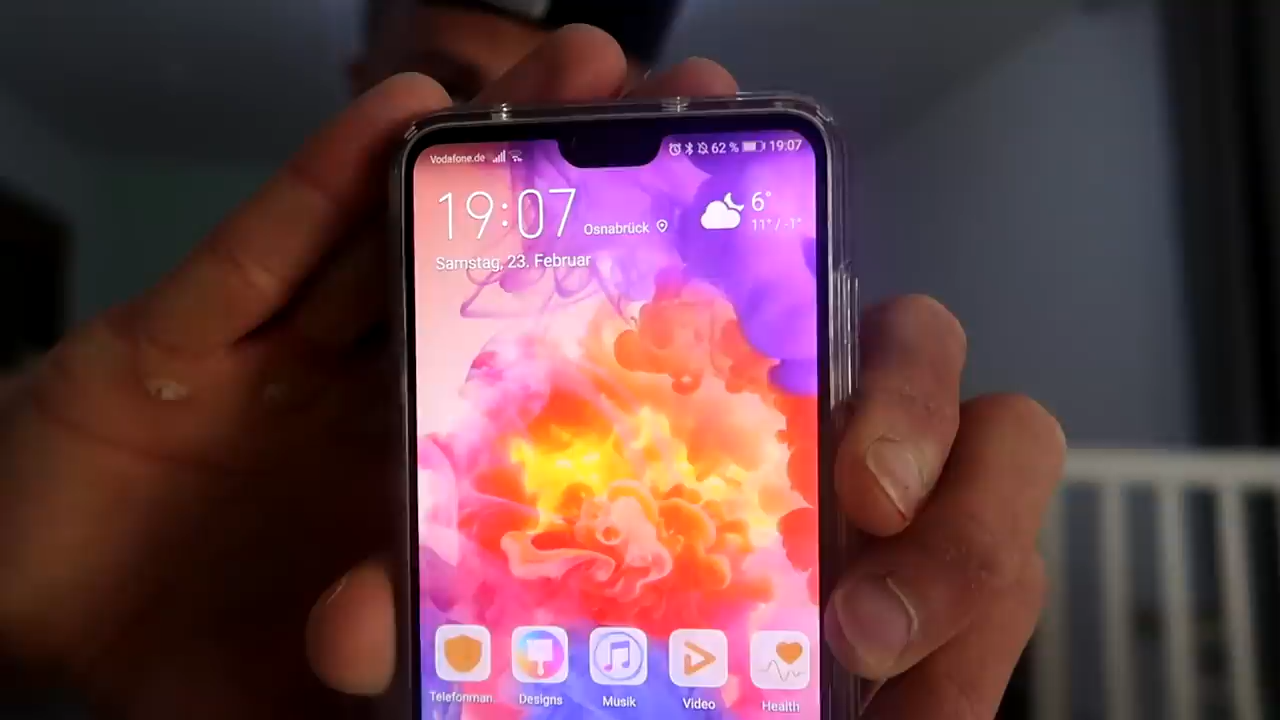 Vodafone.de 62 % 19:07
19:07 Osnabrück 6°
11° / -1°
Samstag, 23. Februar
Telefonman. Designs Musik Video Health